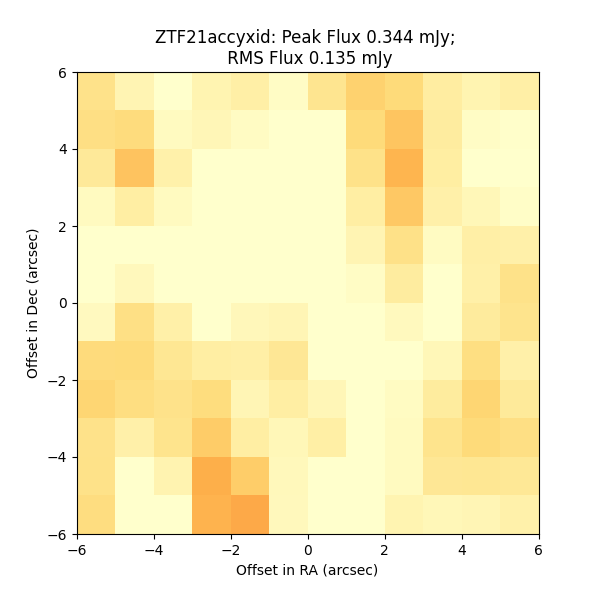 ZTF21accyxid: Peak Flux 0.344 mJy;
RMS Flux 0.135 mJy
6
4
2
0
−2
−4
−6
Offset in Dec (arcsec)
−6 −4 −2 0 2 4 6
Offset in RA (arcsec)